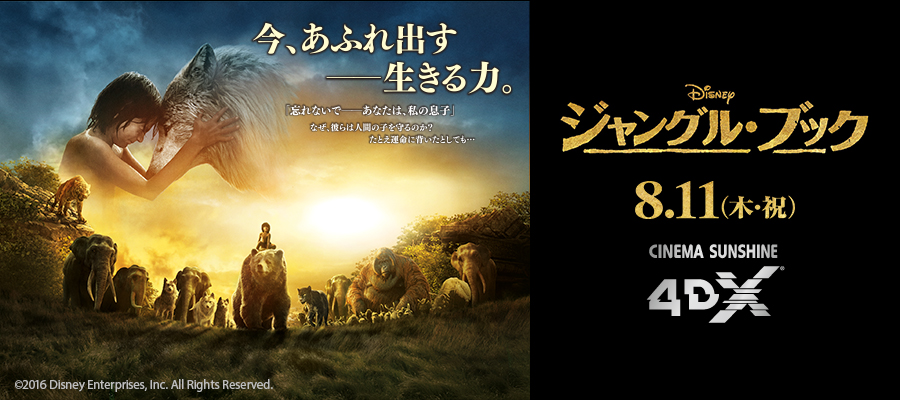 今、あふれ出す
――生きる力。
「忘れないで――あなたは、私の息子」
なぜ、彼らは人間の子を守るのか?
たとえ運命に背いたとしても…
©2016 Disney Enterprises, Inc. All Rights Reserved.
Disney
ジャングル・ブック
8.11(木・祝)
CINEMA SUNSHINE
4DX®